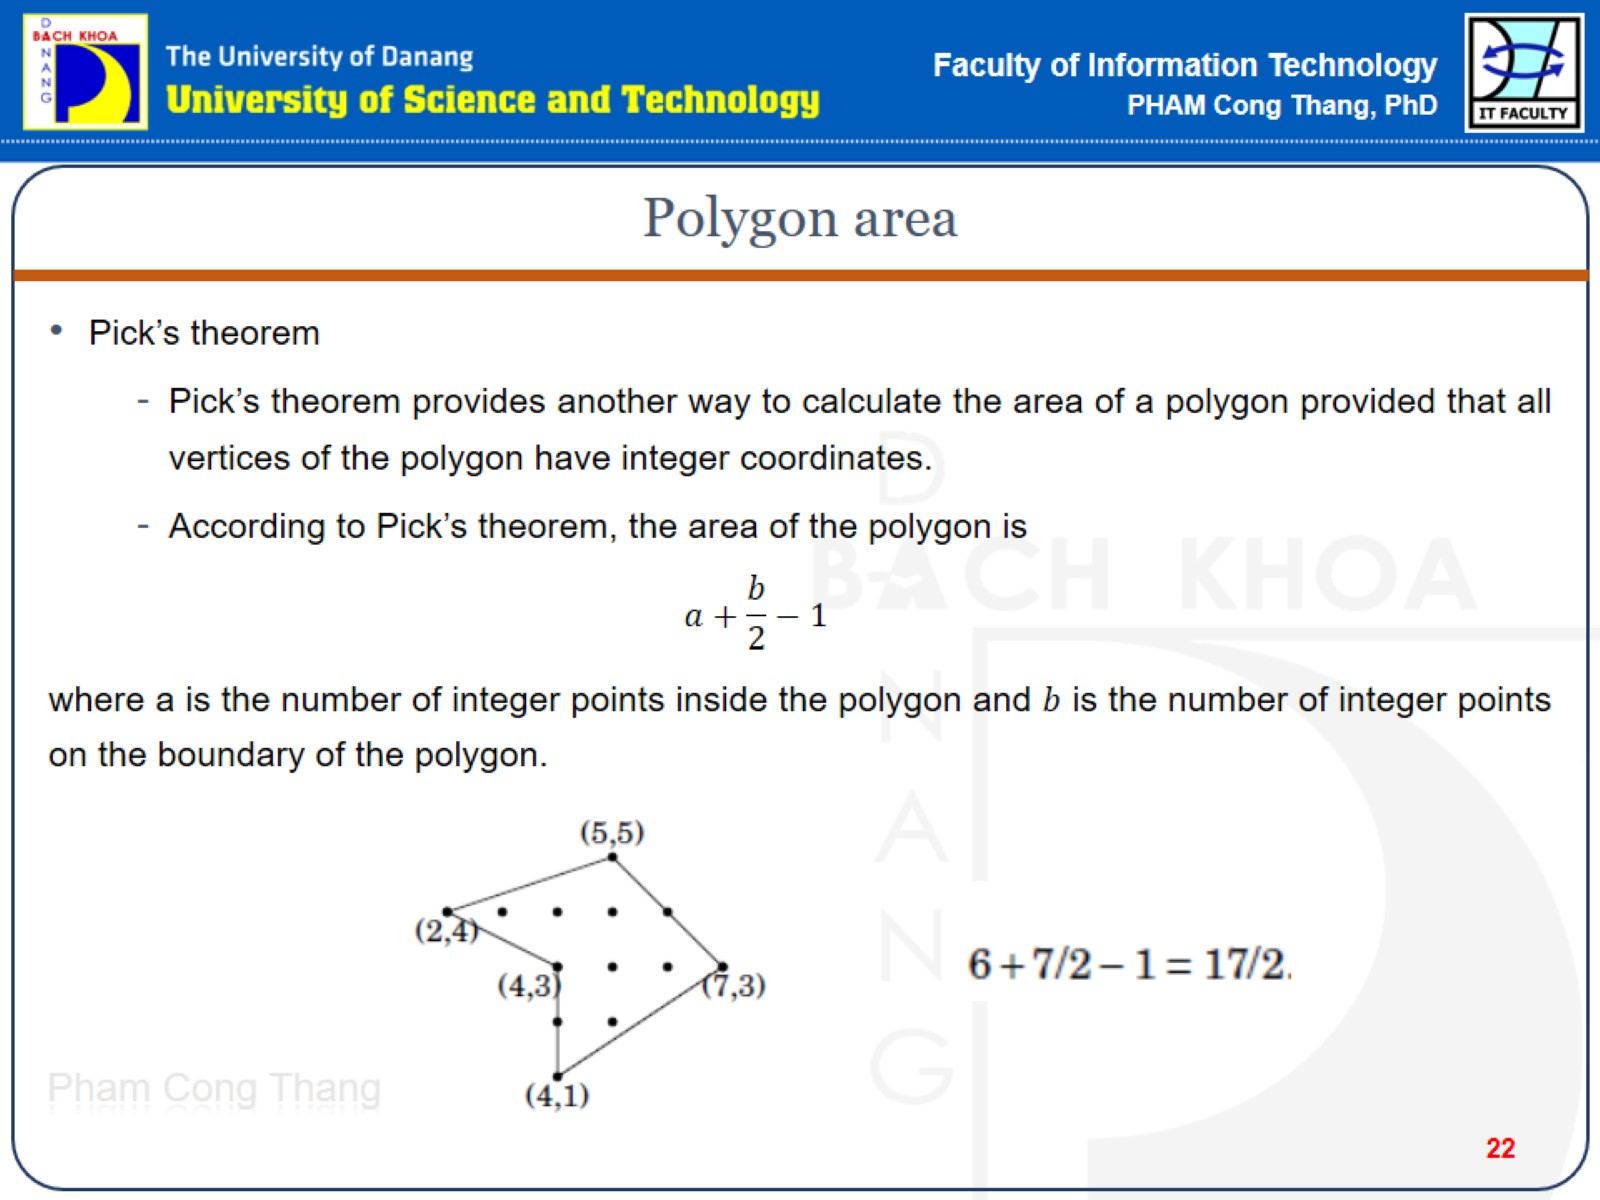 D
BACH KHOA
N
A
N
G
The University of Danang
University of Science and Technology
Faculty of Information Technology
PHAM Cong Thang, PhD
IT FACULTY
Polygon area
• Pick's theorem
- Pick's theorem provides another way to calculate the area of a polygon provided that all
vertices of the polygon have integer coordinates.
- According to Pick's theorem, the area of the polygon is
a + b/2 − 1
where a is the number of integer points inside the polygon and b is the number of integer points
on the boundary of the polygon.
(5,5)
(2,4)
(4,3)
(7,3)
(4,1)
6 + 7/2 − 1 = 17/2.
D
BACH KHOA
N
A
N
G
Pham Cong Thang
22